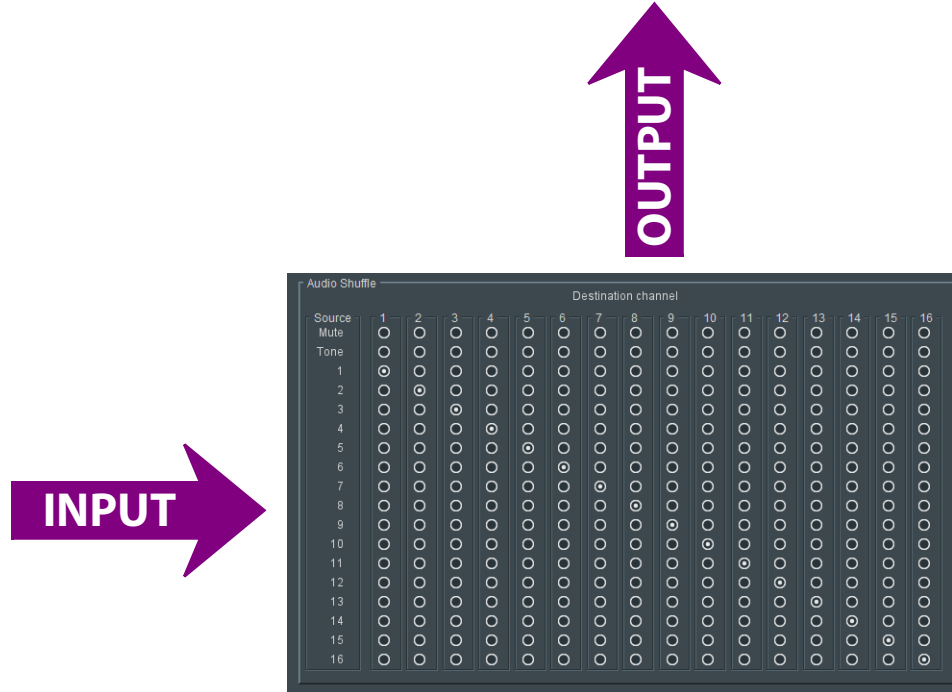 OUTPUT
Audio Shuffle
Destination channel
Source 1 2 3 4 5 6 7 8 9 10 11 12 13 14 15 16
Mute
Tone
1
2
3
4
5
6
7
8
9
10
11
12
13
14
15
16
INPUT